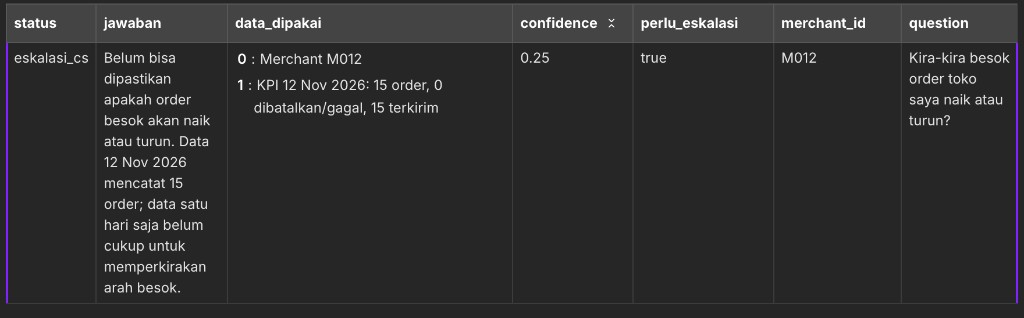 status jawaban data_dipakai confidence perlu_eskalasi merchant_id question
eskalasi_cs
Belum bisa
dipastikan
apakah order
besok akan naik
atau turun. Data
12 Nov 2026
mencatat 15
order; data satu
hari saja belum
cukup untuk
memperkirakan
arah besok.
0 : Merchant M012
1 : KPI 12 Nov 2026: 15 order, 0
dibatalkan/gagal, 15 terkirim
0.25
true
M012
Kira-kira besok
order toko
saya naik atau
turun?